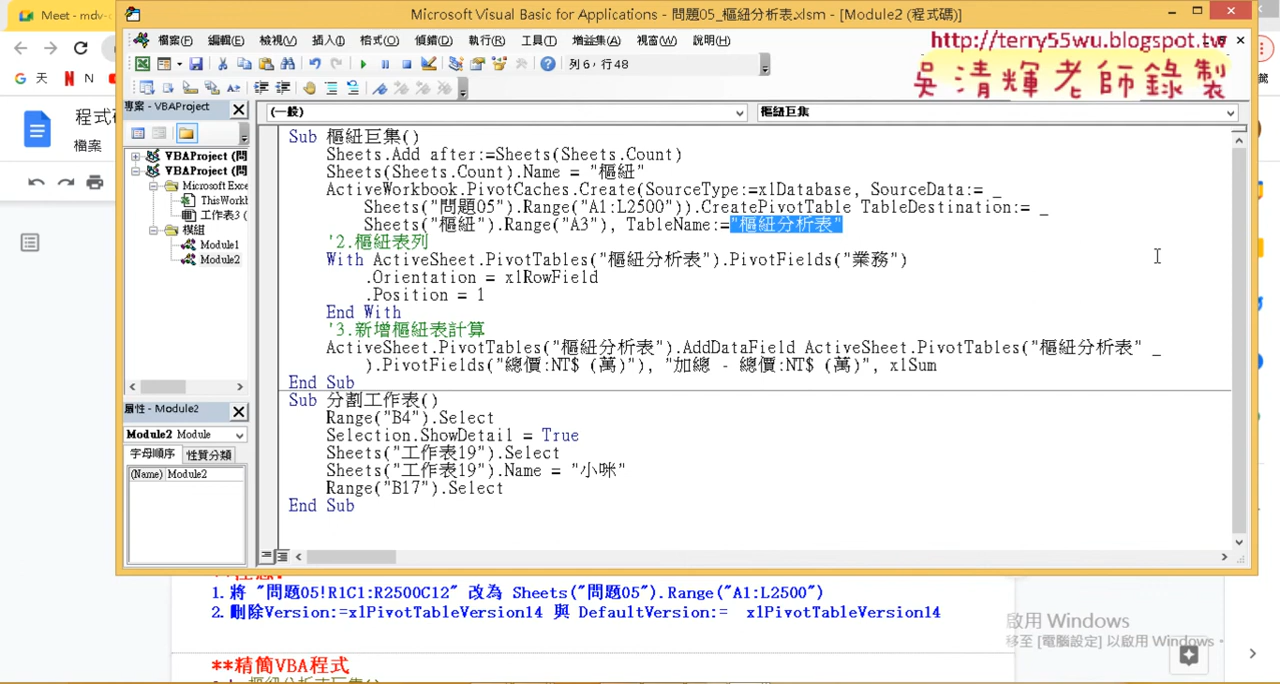 Meet - mdv-
Microsoft Visual Basic for Applications - 問題05_樞紐分析表.xlsm - [Module2 (程式碼)]
檔案(F) 編輯(E) 檢視(V) 插入(I) 格式(O) 偵錯(D) 執行(R) 工具(T) 增益集(A) 視窗(W) 說明(H)
http://terry55wu.blogspot.tw
吳清輝老師錄製
列 6, 行 48
G 天 N
專案 - VBAProject
(一般)
樞紐巨集
程式碼
檔案
VBAProject (問
VBAProject (問
Microsoft Exce
ThisWorkb
工作表3 (
模組
Module1
Module2
屬性 - Module2
Module2 Module
字母順序 性質分類
(Name) Module2
Sub 樞紐巨集()
Sheets.Add after:=Sheets(Sheets.Count)
Sheets(Sheets.Count).Name = "樞紐"
ActiveWorkbook.PivotCaches.Create(SourceType:=xlDatabase, SourceData:= _
Sheets("問題05").Range("A1:L2500")).CreatePivotTable TableDestination:= _
Sheets("樞紐").Range("A3"), TableName:="樞紐分析表"
'2.樞紐表列
With ActiveSheet.PivotTables("樞紐分析表").PivotFields("業務")
.Orientation = xlRowField
.Position = 1
End With
'3.新增樞紐表計算
ActiveSheet.PivotTables("樞紐分析表").AddDataField ActiveSheet.PivotTables("樞紐分析表" _
).PivotFields("總價:NT$ (萬)"), "加總 - 總價:NT$ (萬)", xlSum
End Sub
Sub 分割工作表()
Range("B4").Select
Selection.ShowDetail = True
Sheets("工作表19").Select
Sheets("工作表19").Name = "小咪"
Range("B17").Select
End Sub
1.將 "問題05!R1C1:R2500C12" 改為 Sheets("問題05").Range("A1:L2500")
2.刪除Version:=xlPivotTableVersion14 與 DefaultVersion:= xlPivotTableVersion14
啟用 Windows
移至 [電腦設定] 以啟用 Windows。
**精簡VBA程式